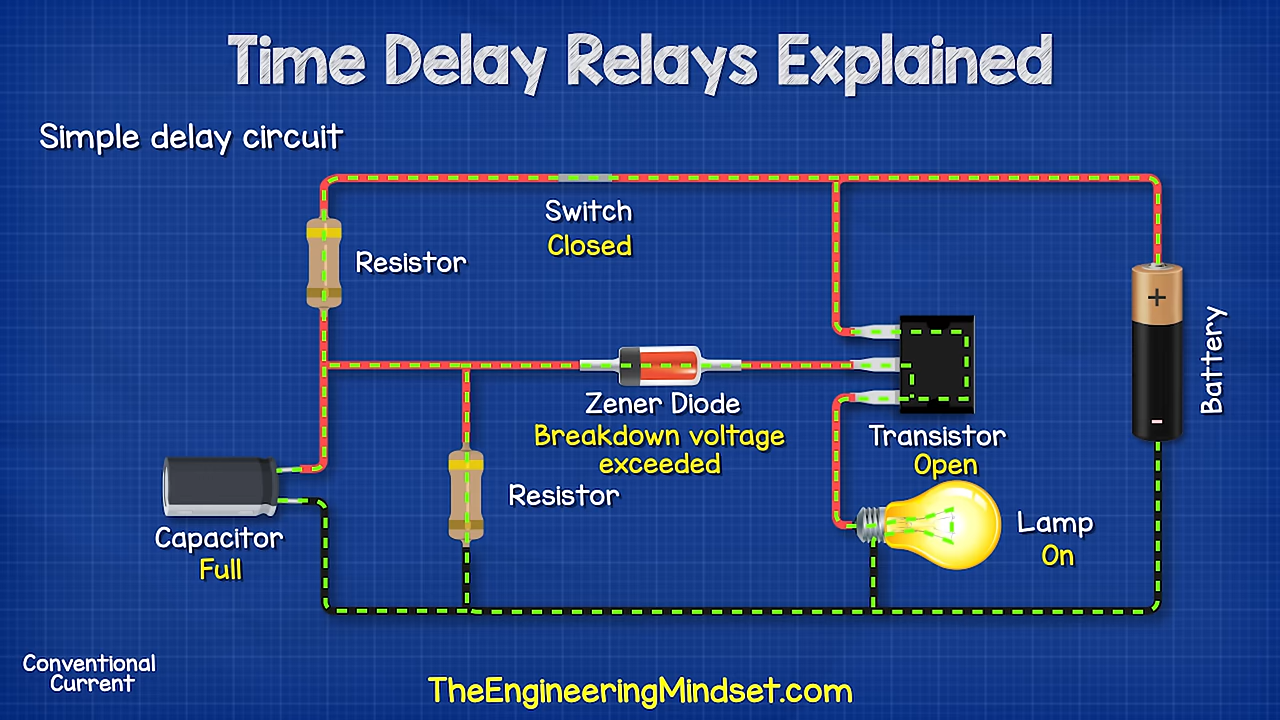 Time Delay Relays Explained
Simple delay circuit
Switch
Closed
Resistor
+
Battery
-
Zener Diode
Breakdown voltage
exceeded
Transistor
Open
Resistor
Capacitor
Full
Lamp
On
Conventional
Current
TheEngineeringMindset.com